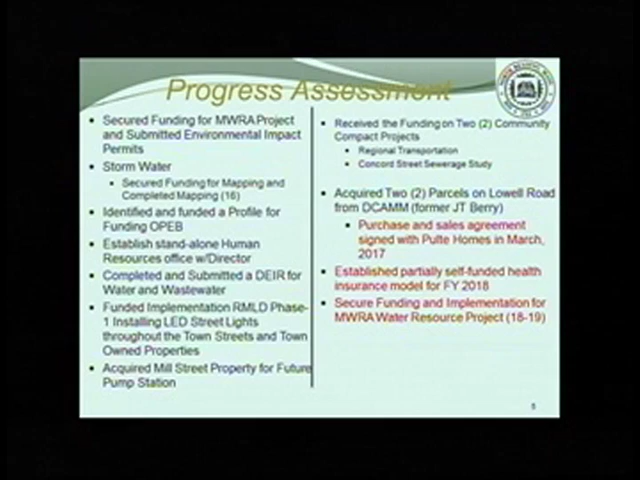 Progress Assessment
• Secured Funding for MWRA Project
and Submitted Environmental Impact
Permits
• Storm Water
• Secured Funding for Mapping and
Completed Mapping (16)
• Identified and funded a Profile for
Funding OPEB
• Establish stand-alone Human
Resources office w/Director
• Completed and Submitted a DEIR for
Water and Wastewater
• Funded Implementation RMLD Phase-
1 Installing LED Street Lights
throughout the Town Streets and Town
Owned Properties
• Acquired Mill Street Property for Future
Pump Station
• Received the Funding on Two (2) Community
Compact Projects
• Regional Transportation
• Concord Street Sewerage Study
• Acquired Two (2) Parcels on Lowell Road
from DCAMM (former JT Berry)
• Purchase and sales agreement
signed with Pulte Homes in March,
2017
• Established partially self-funded health
insurance model for FY 2018
• Secure Funding and Implementation for
MWRA Water Resource Project (18-19)
5